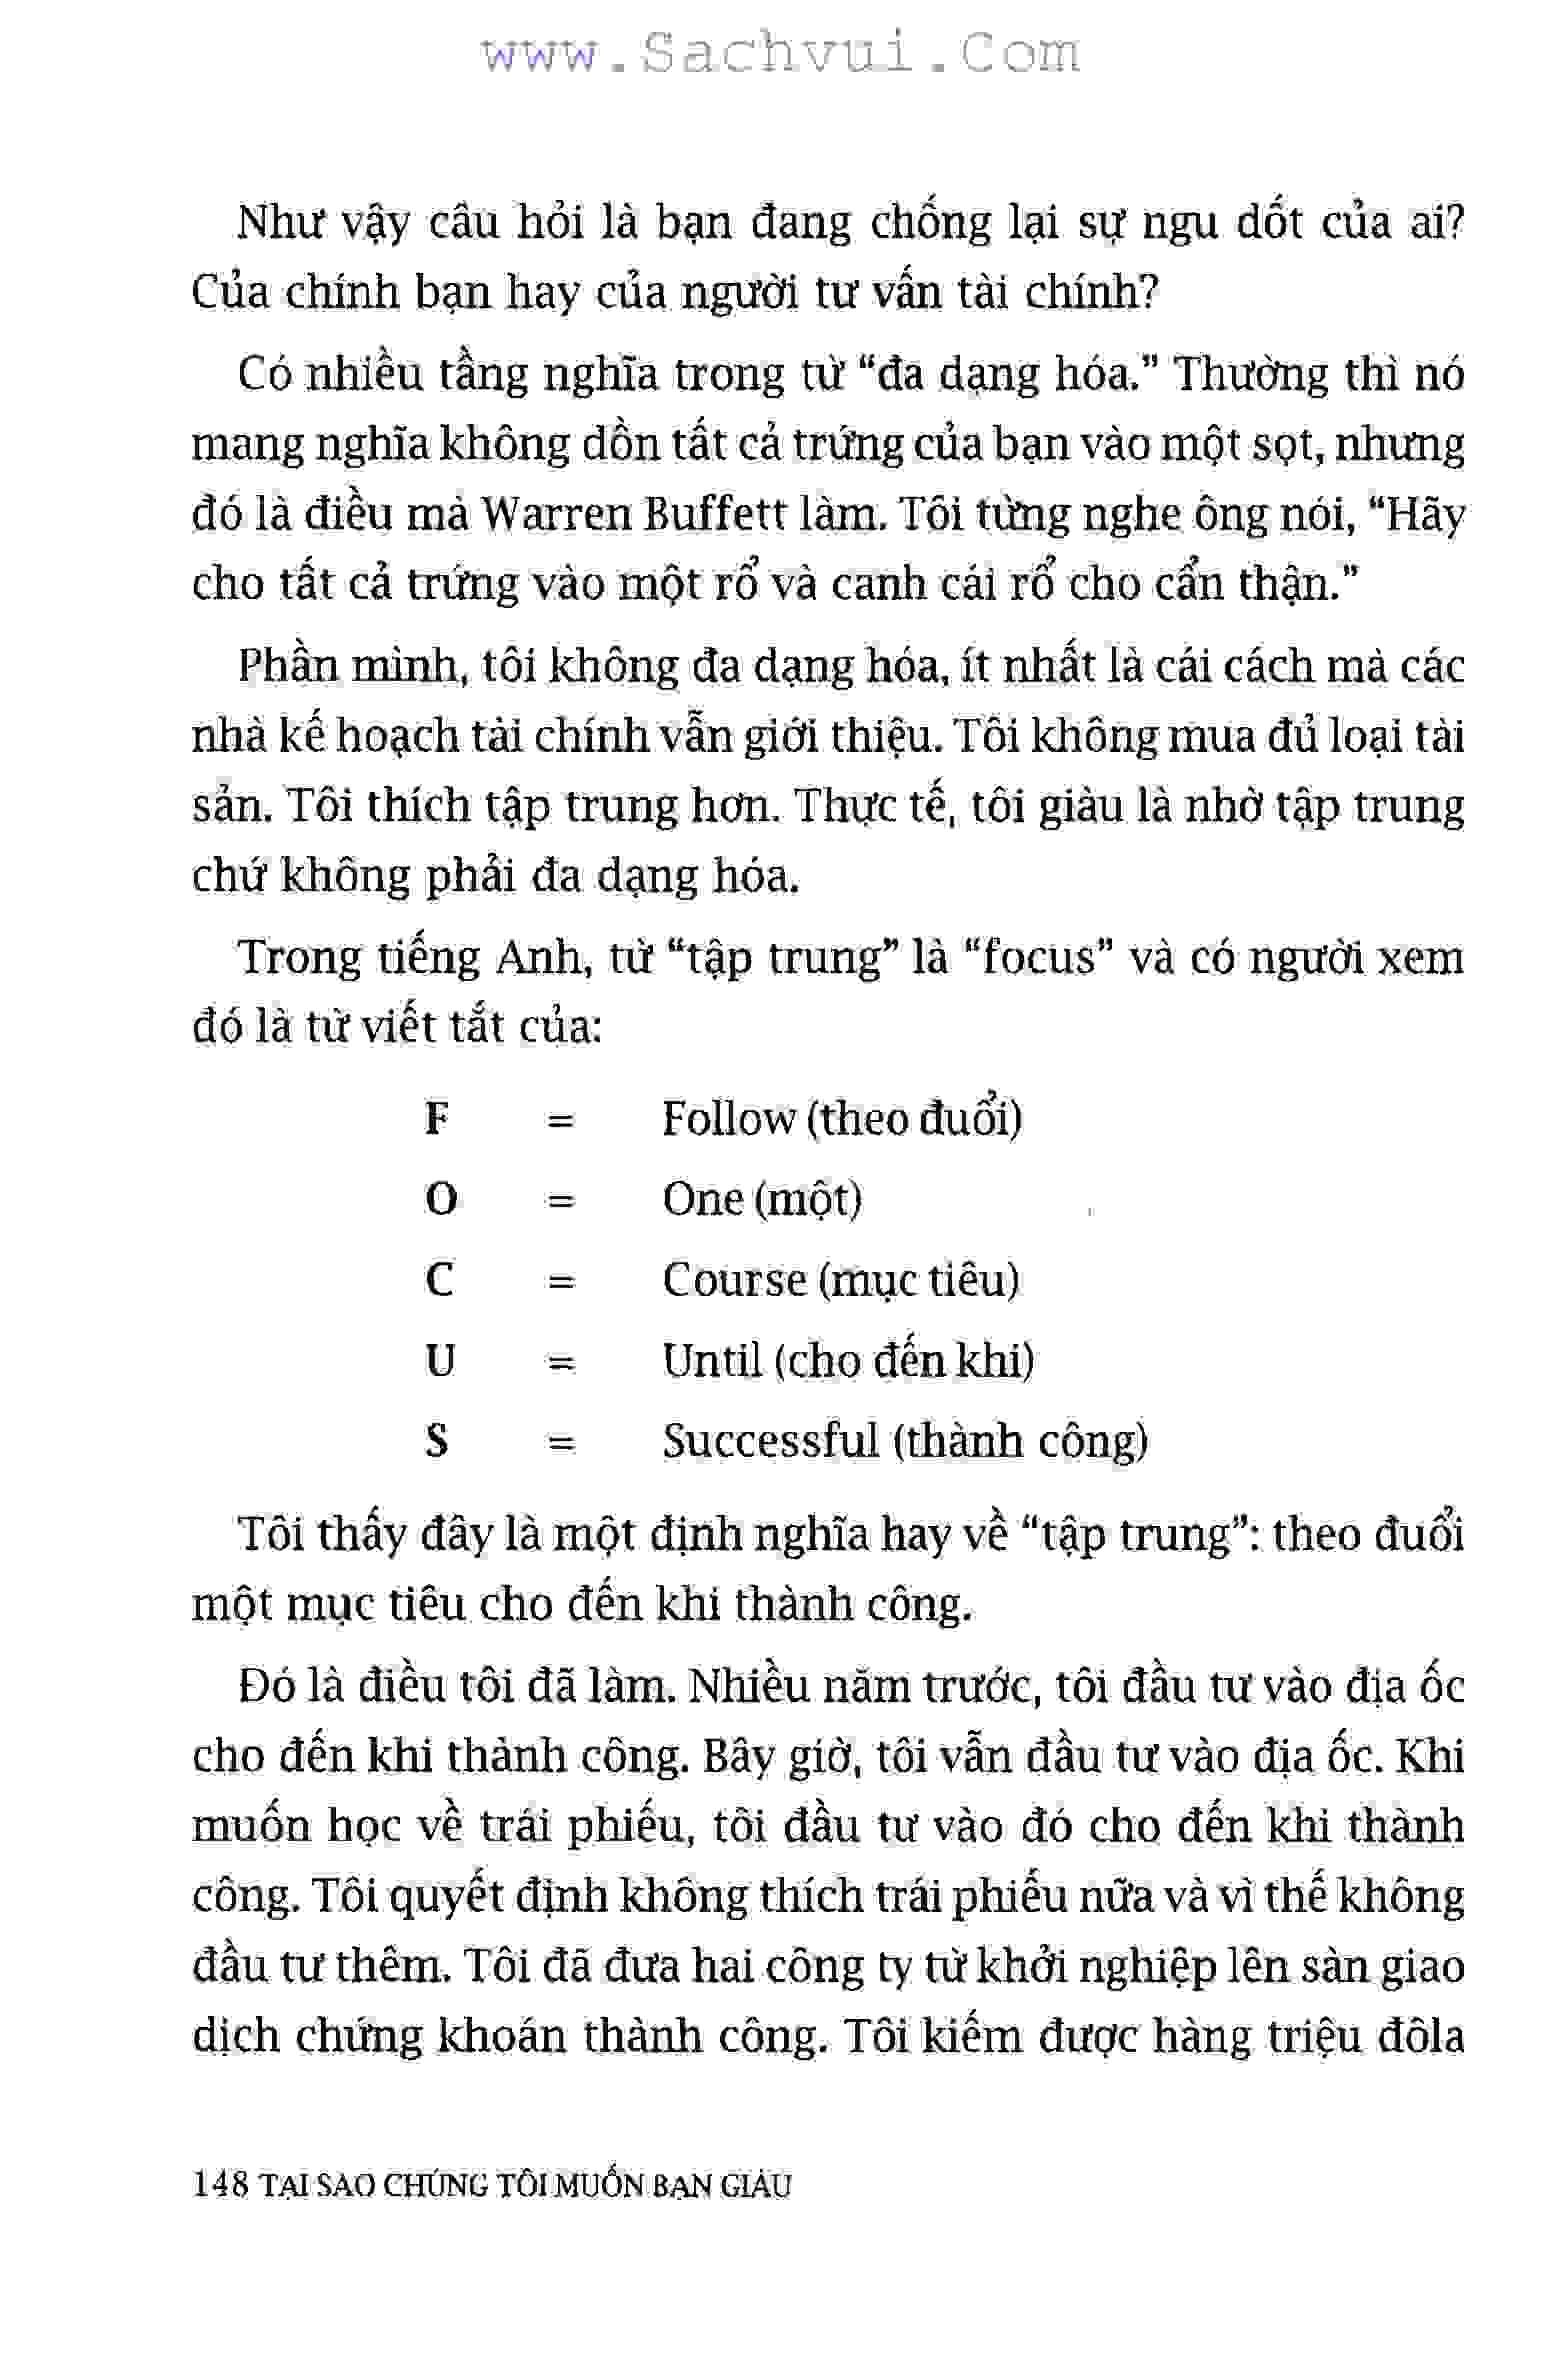 www.Sachvui.Com
Như vậy câu hỏi là bạn đang chống lại sự ngu dốt của ai?
Của chính bạn hay của người tư vấn tài chính?
Có nhiều tầng nghĩa trong từ “đa dạng hóa.” Thường thì nó
mang nghĩa không dồn tất cả trứng của bạn vào một sọt, nhưng
đó là điều mà Warren Buffett làm. Tôi từng nghe ông nói, “Hãy
cho tất cả trứng vào một rổ và canh cái rổ cho cẩn thận.”
Phần mình, tôi không đa dạng hóa, ít nhất là cái cách mà các
nhà kế hoạch tài chính vẫn giới thiệu. Tôi không mua đủ loại tài
sản. Tôi thích tập trung hơn. Thực tế, tôi giàu là nhờ tập trung
chứ không phải đa dạng hóa.
Trong tiếng Anh, từ “tập trung” là “focus” và có người xem
đó là từ viết tắt của:
F = Follow (theo đuổi)
O = One (một)
C = Course (mục tiêu)
U = Until (cho đến khi)
S = Successful (thành công)
Tôi thấy đây là một định nghĩa hay về “tập trung”: theo đuổi
một mục tiêu cho đến khi thành công.
Đó là điều tôi đã làm. Nhiều năm trước, tôi đầu tư vào địa ốc
cho đến khi thành công. Bây giờ, tôi vẫn đầu tư vào địa ốc. Khi
muốn học về trái phiếu, tôi đầu tư vào đó cho đến khi thành
công. Tôi quyết định không thích trái phiếu nữa và vì thế không
đầu tư thêm. Tôi đã đưa hai công ty từ khởi nghiệp lên sàn giao
dịch chứng khoán thành công. Tôi kiếm được hàng triệu đôla
148 TẠI SAO CHÚNG TÔI MUỐN BẠN GIÀU